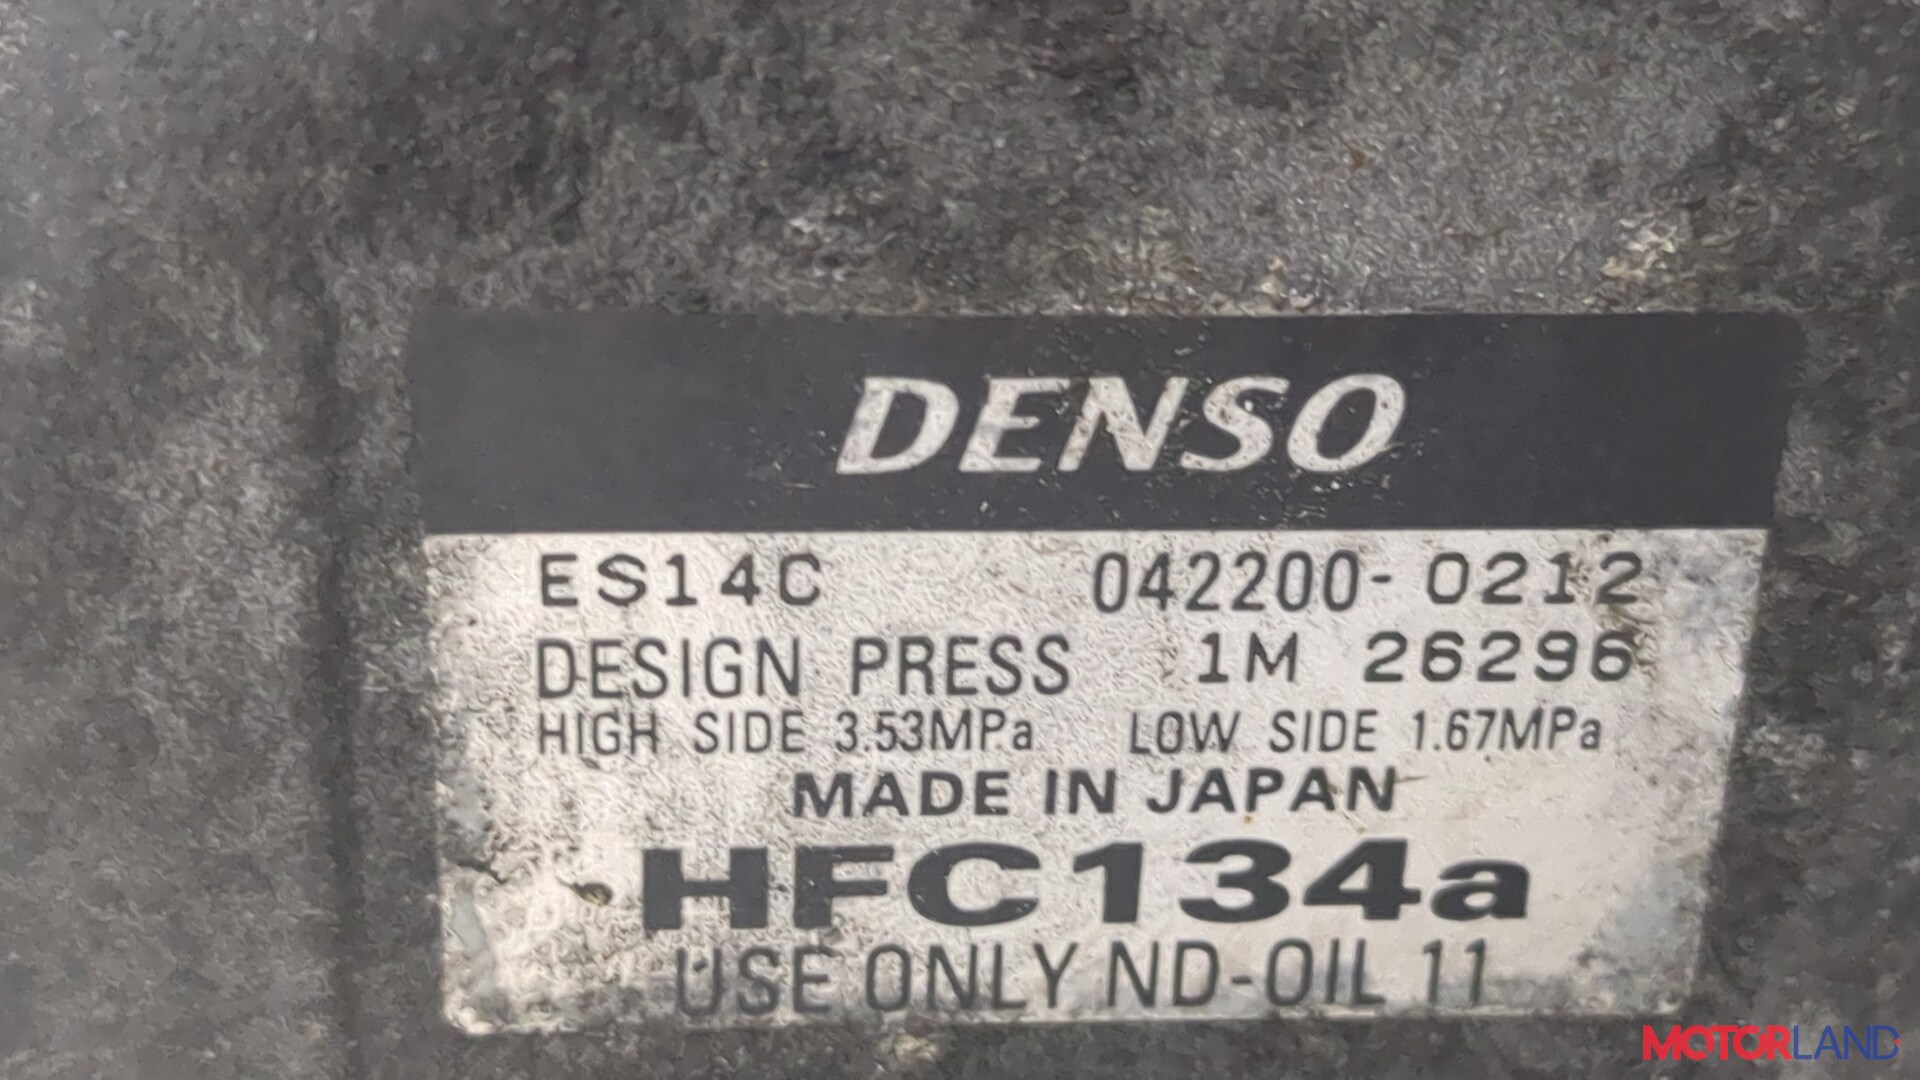 DENSO
ES14C 042200-0212
DESIGN PRESS 1M 26296
HIGH SIDE 3.53MPa LOW SIDE 1.67MPa
MADE IN JAPAN
HFC134a
USE ONLY ND-OIL 11
MOTORLAND